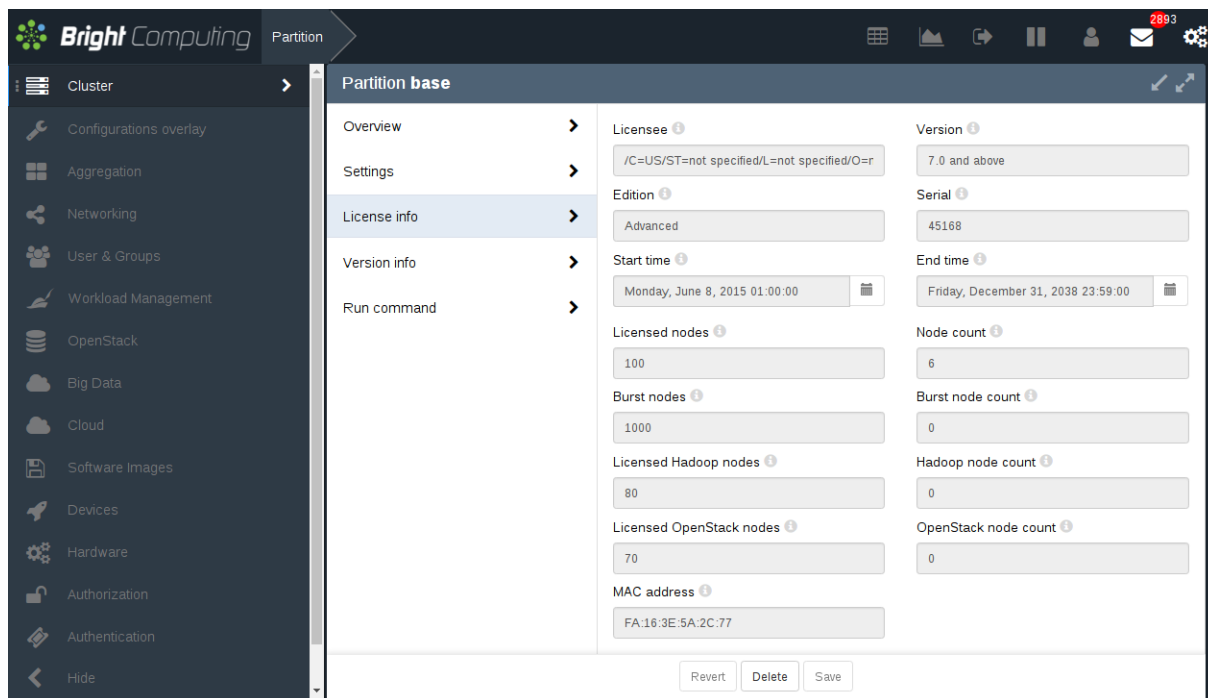 Bright Computing
Partition
2893
Cluster
Configurations overlay
Aggregation
Networking
User & Groups
Workload Management
OpenStack
Big Data
Cloud
Software Images
Devices
Hardware
Authorization
Authentication
Hide
Partition base
Overview
Settings
License info
Version info
Run command
Licensee
/C=US/ST=not specified/L=not specified/O=r
Version
7.0 and above
Edition
Advanced
Serial
45168
Start time
Monday, June 8, 2015 01:00:00
End time
Friday, December 31, 2038 23:59:00
Licensed nodes
100
Node count
6
Burst nodes
1000
Burst node count
0
Licensed Hadoop nodes
80
Hadoop node count
0
Licensed OpenStack nodes
70
OpenStack node count
0
MAC address
FA:16:3E:5A:2C:77
Revert
Delete
Save